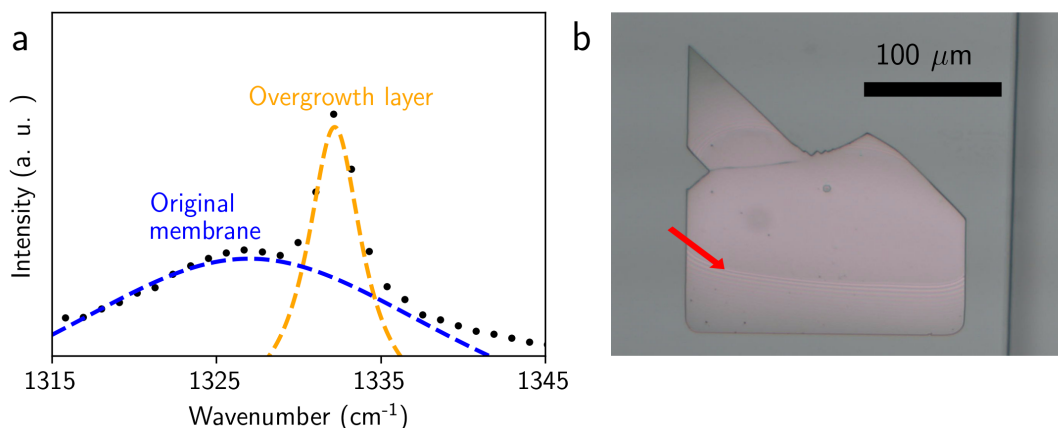 a
Overgrowth layer
Original
membrane
Intensity (a. u. )
1315 1325 1335 1345
Wavenumber (cm-1)
b
100 μm